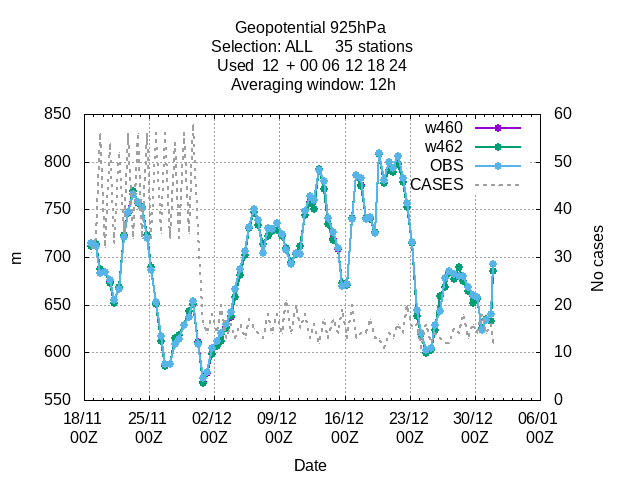 Geopotential 925hPa
Selection: ALL 35 stations
Used 12 + 00 06 12 18 24
Averaging window: 12h
850
800
750
700
650
600
550
m
60
50
40
30
20
10
0
No cases
w460
w462
OBS
CASES
18/11 25/11 02/12 09/12 16/12 23/12 30/12 06/01
00Z 00Z 00Z 00Z 00Z 00Z 00Z 00Z
Date